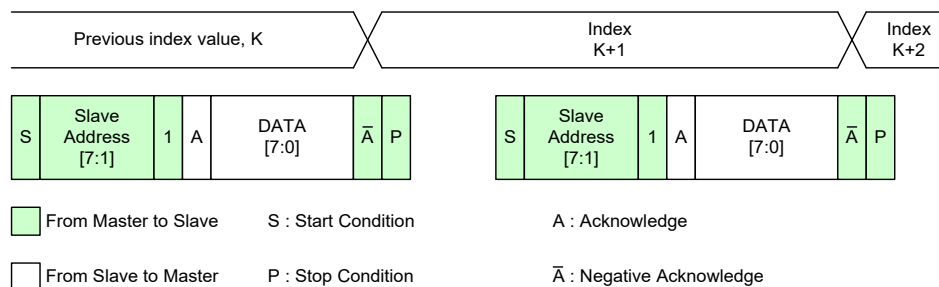 Previous index value, K
Index
K+1
Index
K+2
S
Slave
Address
[7:1]
1
A
DATA
[7:0]
A̅
P
S
Slave
Address
[7:1]
1
A
DATA
[7:0]
A̅
P
From Master to Slave
S : Start Condition
A : Acknowledge
From Slave to Master
P : Stop Condition
A̅ : Negative Acknowledge